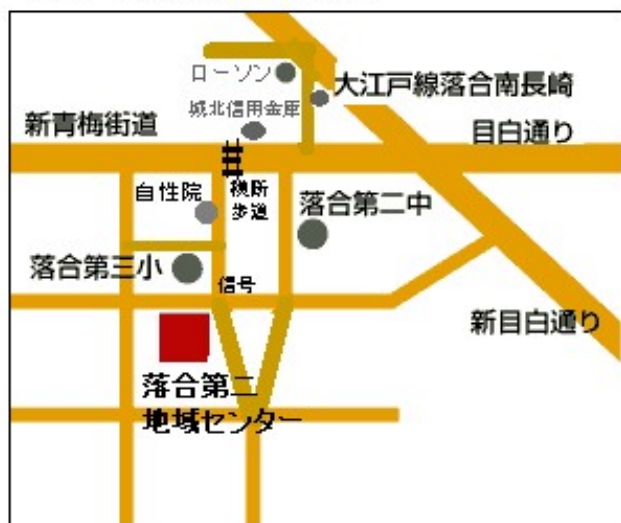 ローソン
大江戸線落合南長崎
城北信用金庫
新青梅街道
目白通り
自性院
横断
歩道
落合第二中
落合第三小
信号
新目白通り
落合第二
地域センター